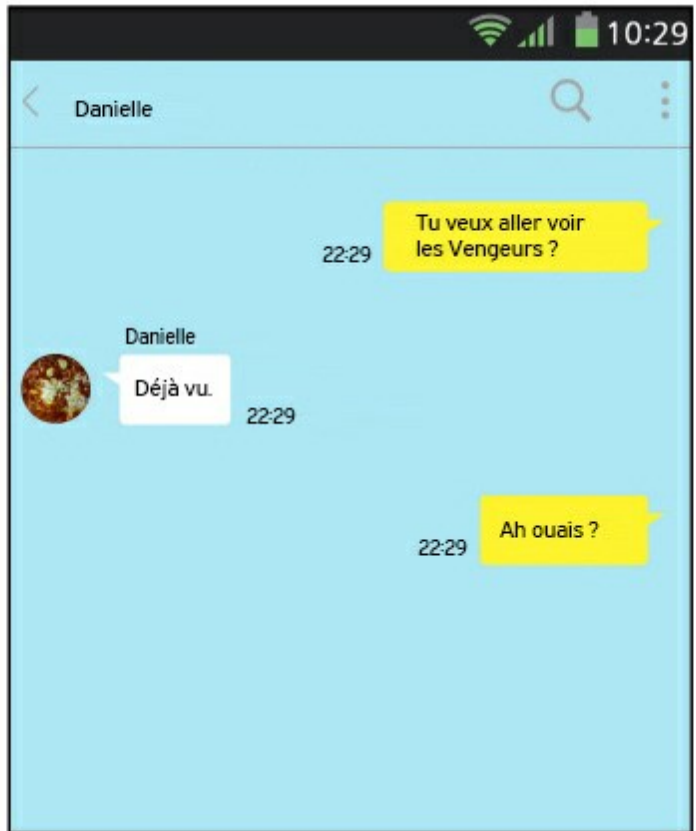 10:29
Danielle
Tu veux aller voir
les Vengeurs ?
22:29
Danielle
Déjà vu.
22:29
Ah ouais ?
22:29